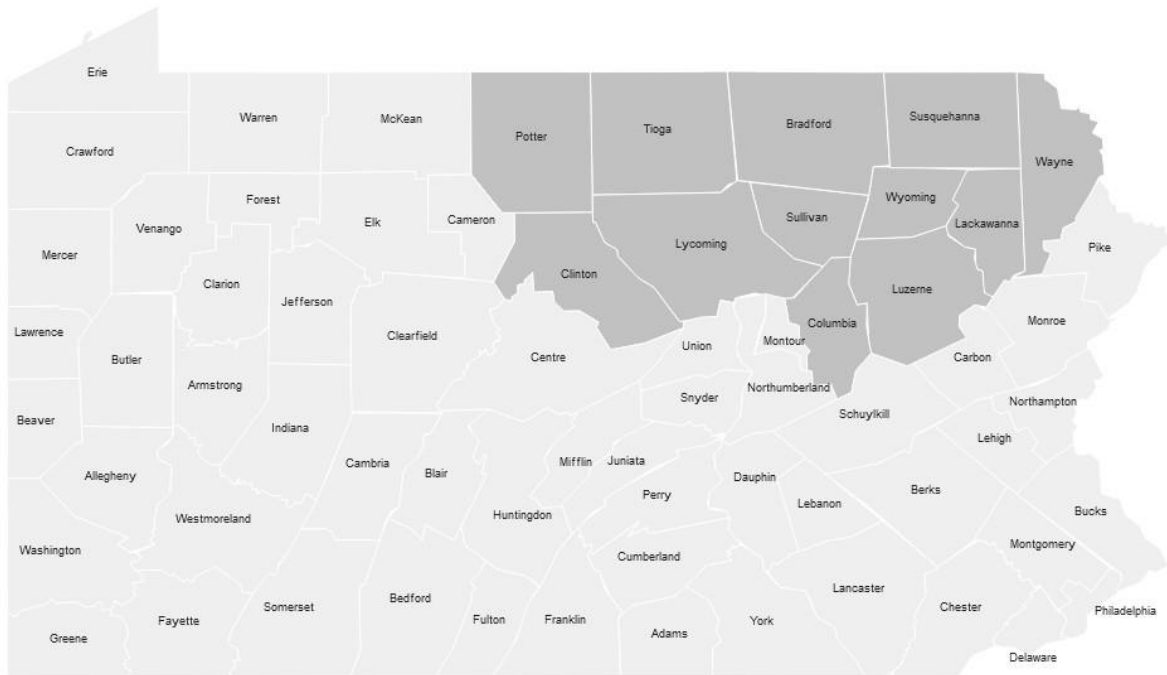 Erie
Warren
McKean
Potter
Tioga
Bradford
Susquehanna
Crawford
Wayne
Forest
Wyoming
Elk
Cameron
Sullivan
Lackawanna
Venango
Lycoming
Pike
Mercer
Clinton
Clarion
Luzerne
Jefferson
Columbia
Monroe
Lawrence
Clearfield
Montour
Union
Butler
Centre
Carbon
Armstrong
Northumberland
Snyder
Northampton
Schuylkill
Beaver
Indiana
Lehigh
Mifflin
Juniata
Cambria
Blair
Allegheny
Dauphin
Berks
Perry
Lebanon
Bucks
Huntingdon
Westmoreland
Montgomery
Washington
Cumberland
Lancaster
Bedford
Somerset
Chester
Philadelphia
Fayette
Fulton
Franklin
York
Adams
Greene
Delaware